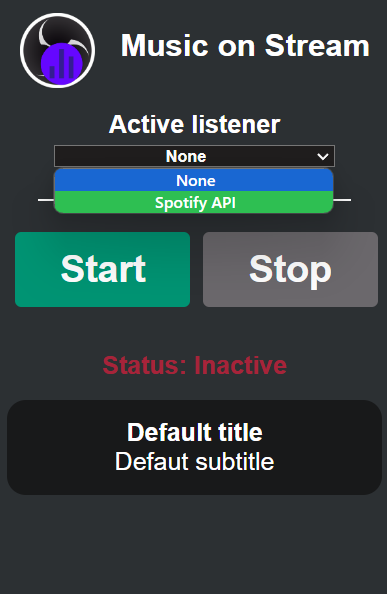 Music on Stream
Active listener
None
None
Spotify API
Start
Stop
Status: Inactive
Default title
Defaut subtitle